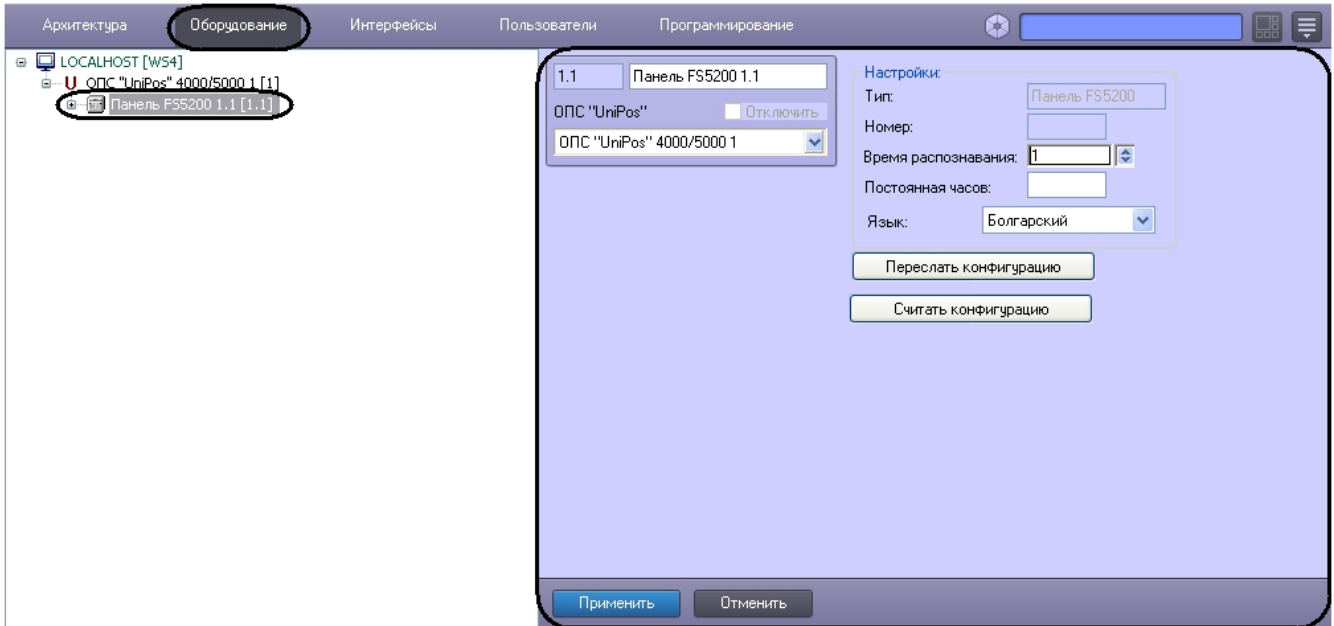 Архитектура Оборудование Интерфейсы Пользователи Программирование
LOCALHOST [WS4]
ОПС "UniPos" 4000/5000 1 [1]
Панель FS5200 1.1 [1.1]
1.1 Панель FS5200 1.1
ОПС "UniPos" Отключить
ОПС "UniPos" 4000/5000 1
Настройки:
Тип: Панель FS5200
Номер:
Время распознавания: 1
Постоянная часов:
Язык: Болгарский
Переслать конфигурацию
Считать конфигурацию
Применить Отменить